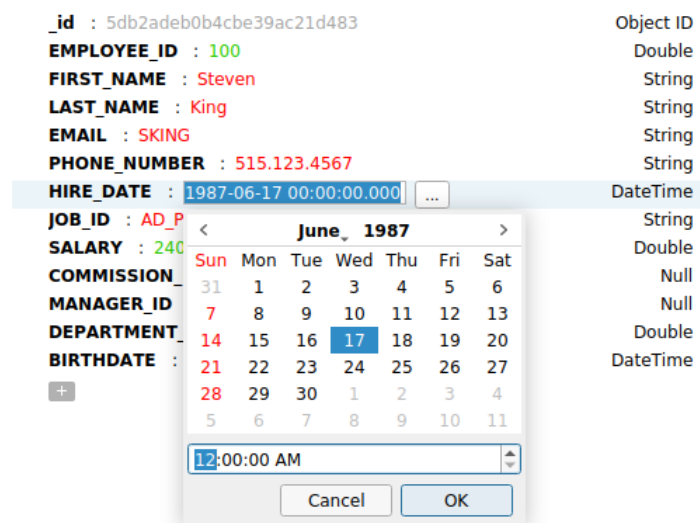 _id : 5db2adeb0b4cbe39ac21d483 Object ID
EMPLOYEE_ID : 100 Double
FIRST_NAME : Steven String
LAST_NAME : King String
EMAIL : SKING String
PHONE_NUMBER : 515.123.4567 String
HIRE_DATE : 1987-06-17 00:00:00.000 ... DateTime
JOB_ID : AD_P String
SALARY : 240 Double
COMMISSION_ Null
MANAGER_ID Null
DEPARTMENT_ Double
BIRTHDATE : DateTime
+
< June 1987 >
Sun Mon Tue Wed Thu Fri Sat
31 1 2 3 4 5 6
7 8 9 10 11 12 13
14 15 16 17 18 19 20
21 22 23 24 25 26 27
28 29 30 1 2 3 4
5 6 7 8 9 10 11
12:00:00 AM
Cancel OK